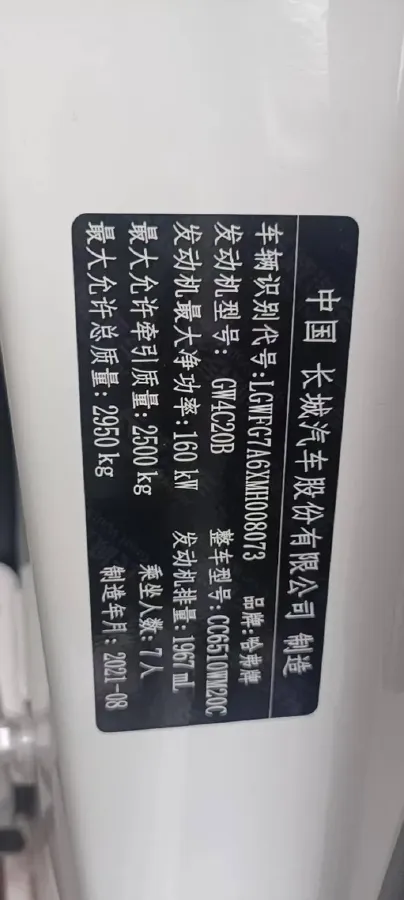 中国 长城汽车股份有限公司 制造
车辆识别代号:LGWFG7A6XMH008073 品牌:哈弗牌
发动机型号: GW4C20B 整车型号:CC6510WM20C
发动机最大净功率:160 kW 发动机排量:1967 mL
最大允许牵引质量:2500 kg 乘坐人数:7人
最大允许总质量:2950 kg 制造年月:2021-08